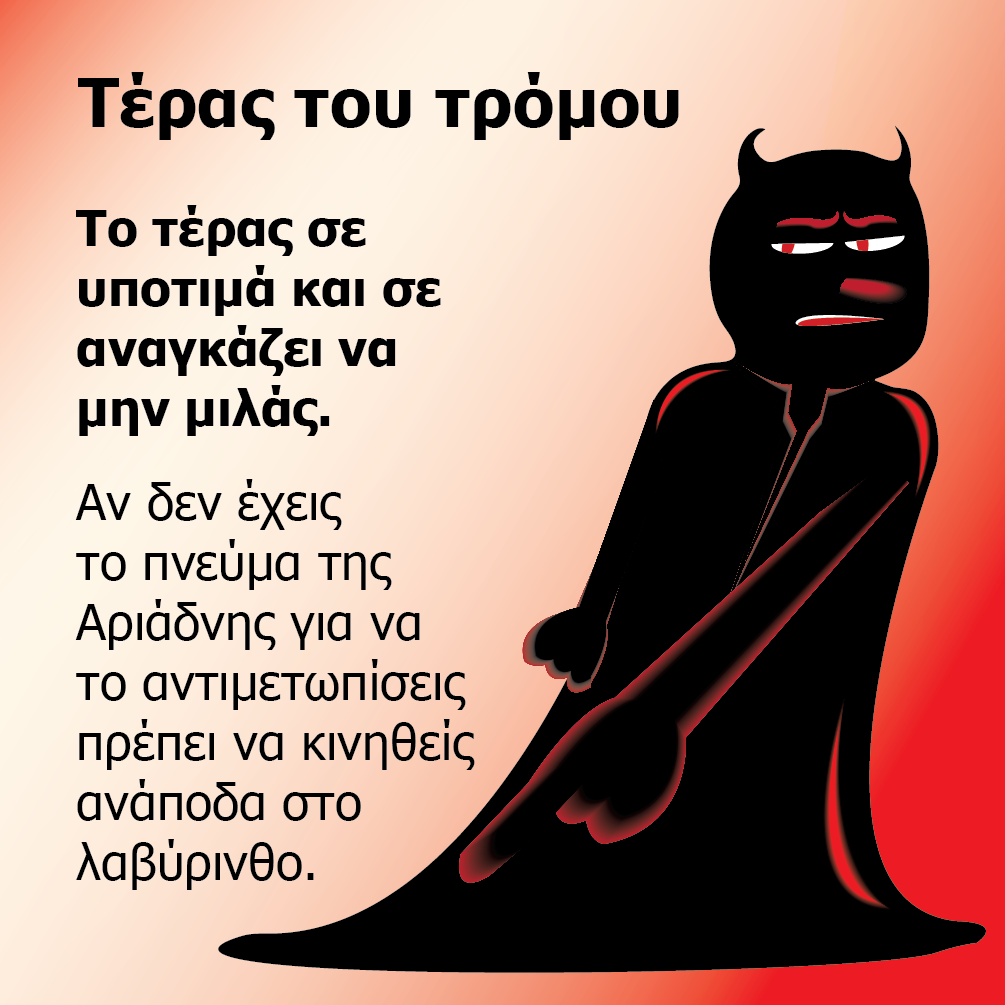 Τέρας του τρόμου
Το τέρας σε
υποτιμά και σε
αναγκάζει να
μην μιλάς.
Αν δεν έχεις
το πνεύμα της
Αριάδνης για να
το αντιμετωπίσεις
πρέπει να κινηθείς
ανάποδα στο
λαβύρινθο.